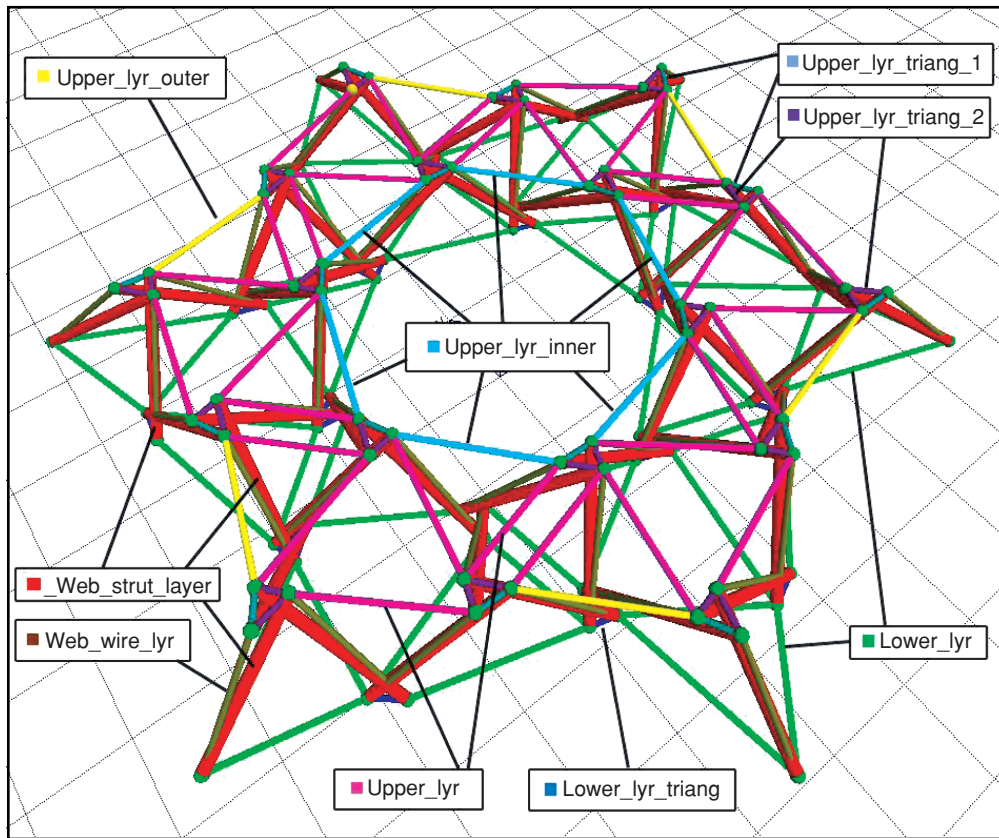 Upper_lyr_outer
Upper_lyr_triang_1
Upper_lyr_triang_2
Upper_lyr_inner
_Web_strut_layer
Web_wire_lyr
Lower_lyr
Upper_lyr
Lower_lyr_triang